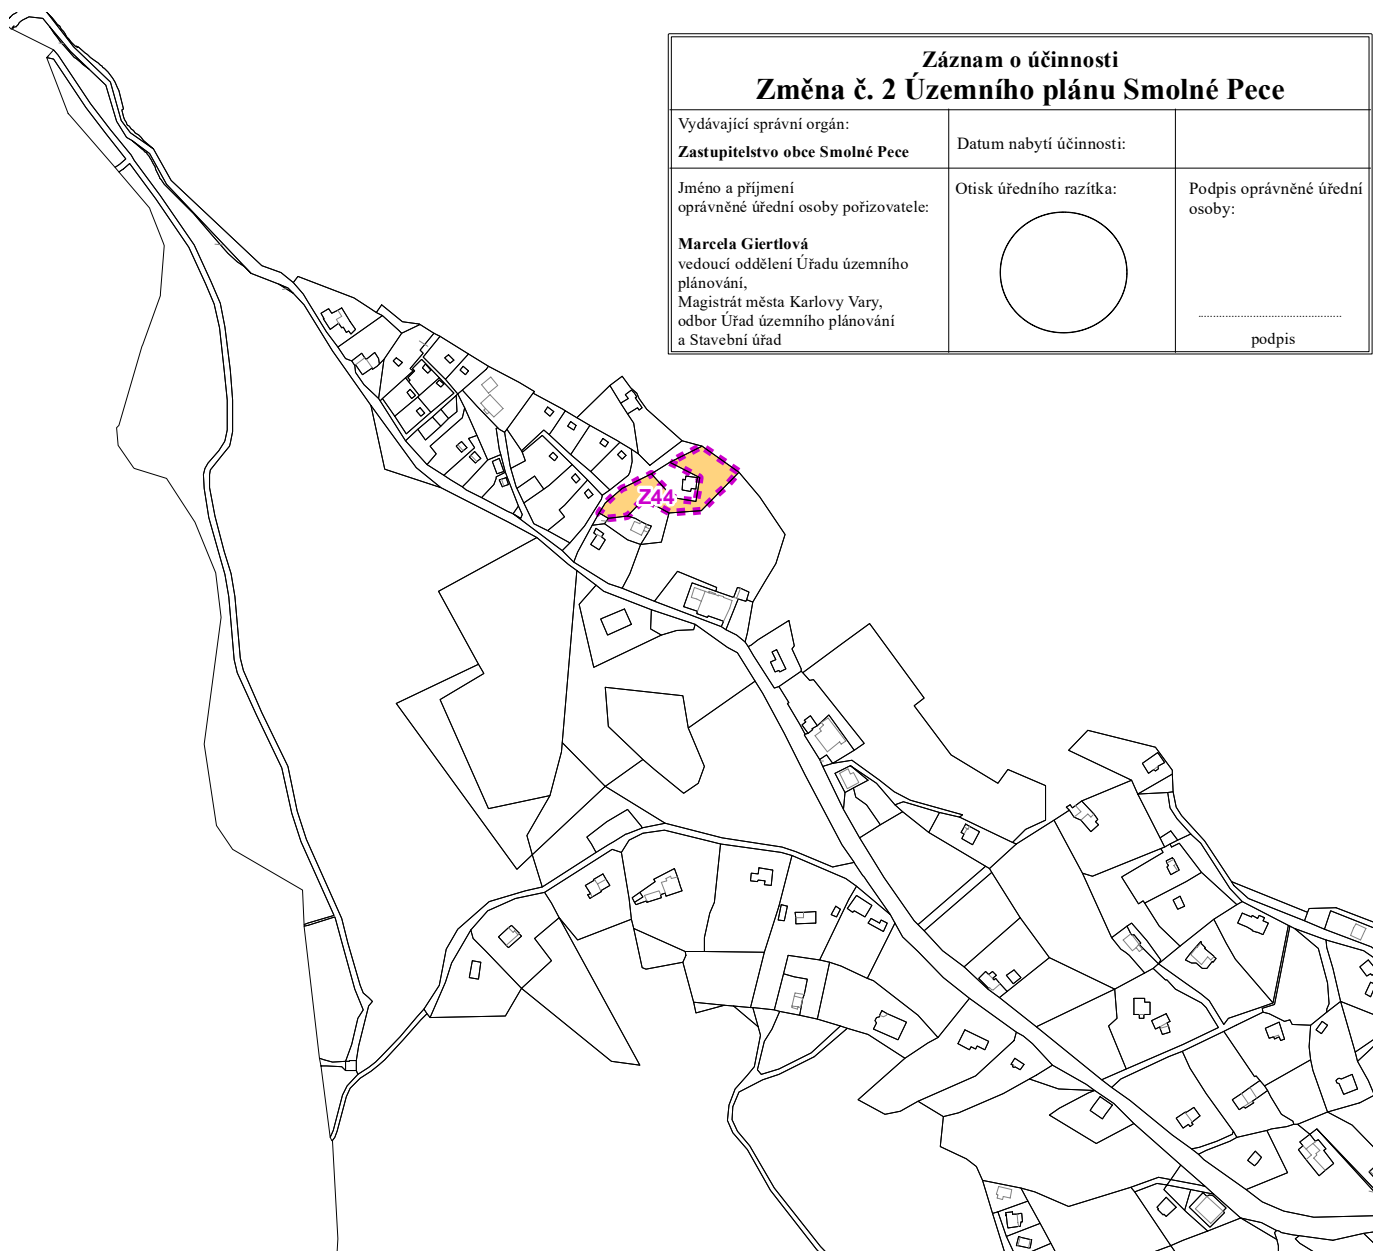 Záznam o účinnosti
Změna č. 2 Územního plánu Smolné Pece
Vydávající správní orgán:
Zastupitelstvo obce Smolné Pece
Datum nabytí účinnosti:
Jméno a příjmení
oprávněné úřední osoby pořizovatele:
Marcela Giertlová
vedoucí oddělení Úřadu územního
plánování,
Magistrát města Karlovy Vary,
odbor Úřad územního plánování
a Stavební úřad
Otisk úředního razítka:
Podpis oprávněné úřední
osoby:
podpis
Z44